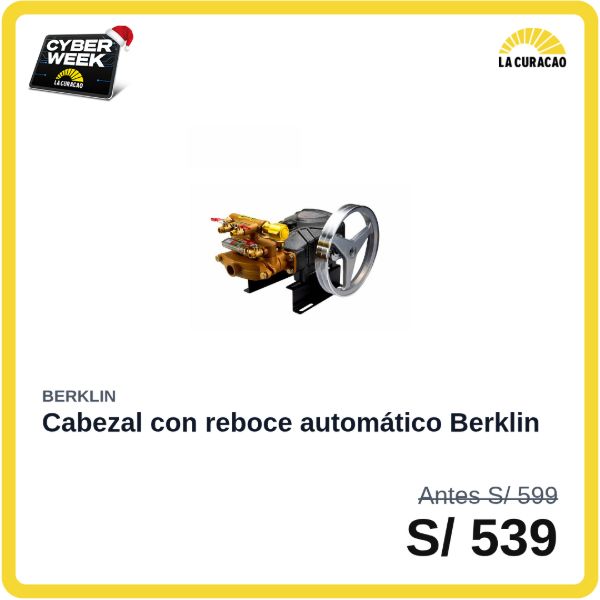 CYBER
WEEK
LA CURACAO
LA CURACAO
BERKLIN
Cabezal con reboce automático Berklin
Antes S/ 599
S/ 539